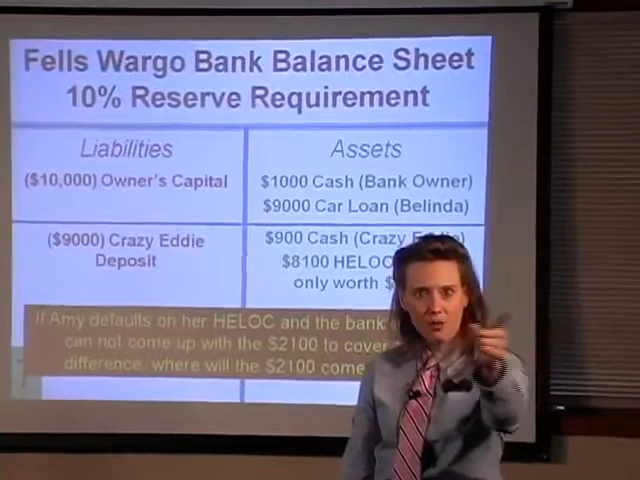 Fells Wargo Bank Balance Sheet
10% Reserve Requirement
Liabilities
Assets
($10,000) Owner's Capital
$1000 Cash (Bank Owner)
$9000 Car Loan (Belinda)
($9000) Crazy Eddie
Deposit
$900 Cash (Crazy
$8100 HELOC
only worth $
If Amy defaults on her HELOC and the bank
can not come up with the $2100 to cover
difference, where will the $2100 come